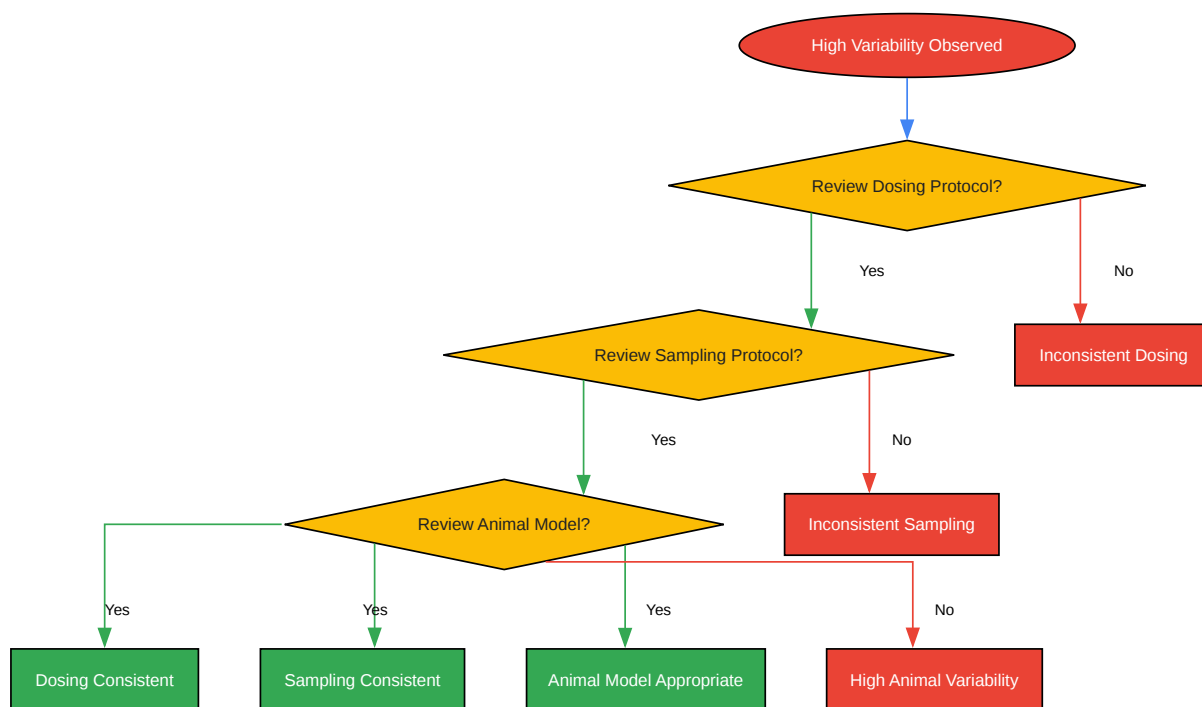 High Variability Observed
Review Dosing Protocol?
Yes
No
Review Sampling Protocol?
Inconsistent Dosing
Yes
No
Review Animal Model?
Inconsistent Sampling
Yes
Yes
Yes
No
Dosing Consistent
Sampling Consistent
Animal Model Appropriate
High Animal Variability